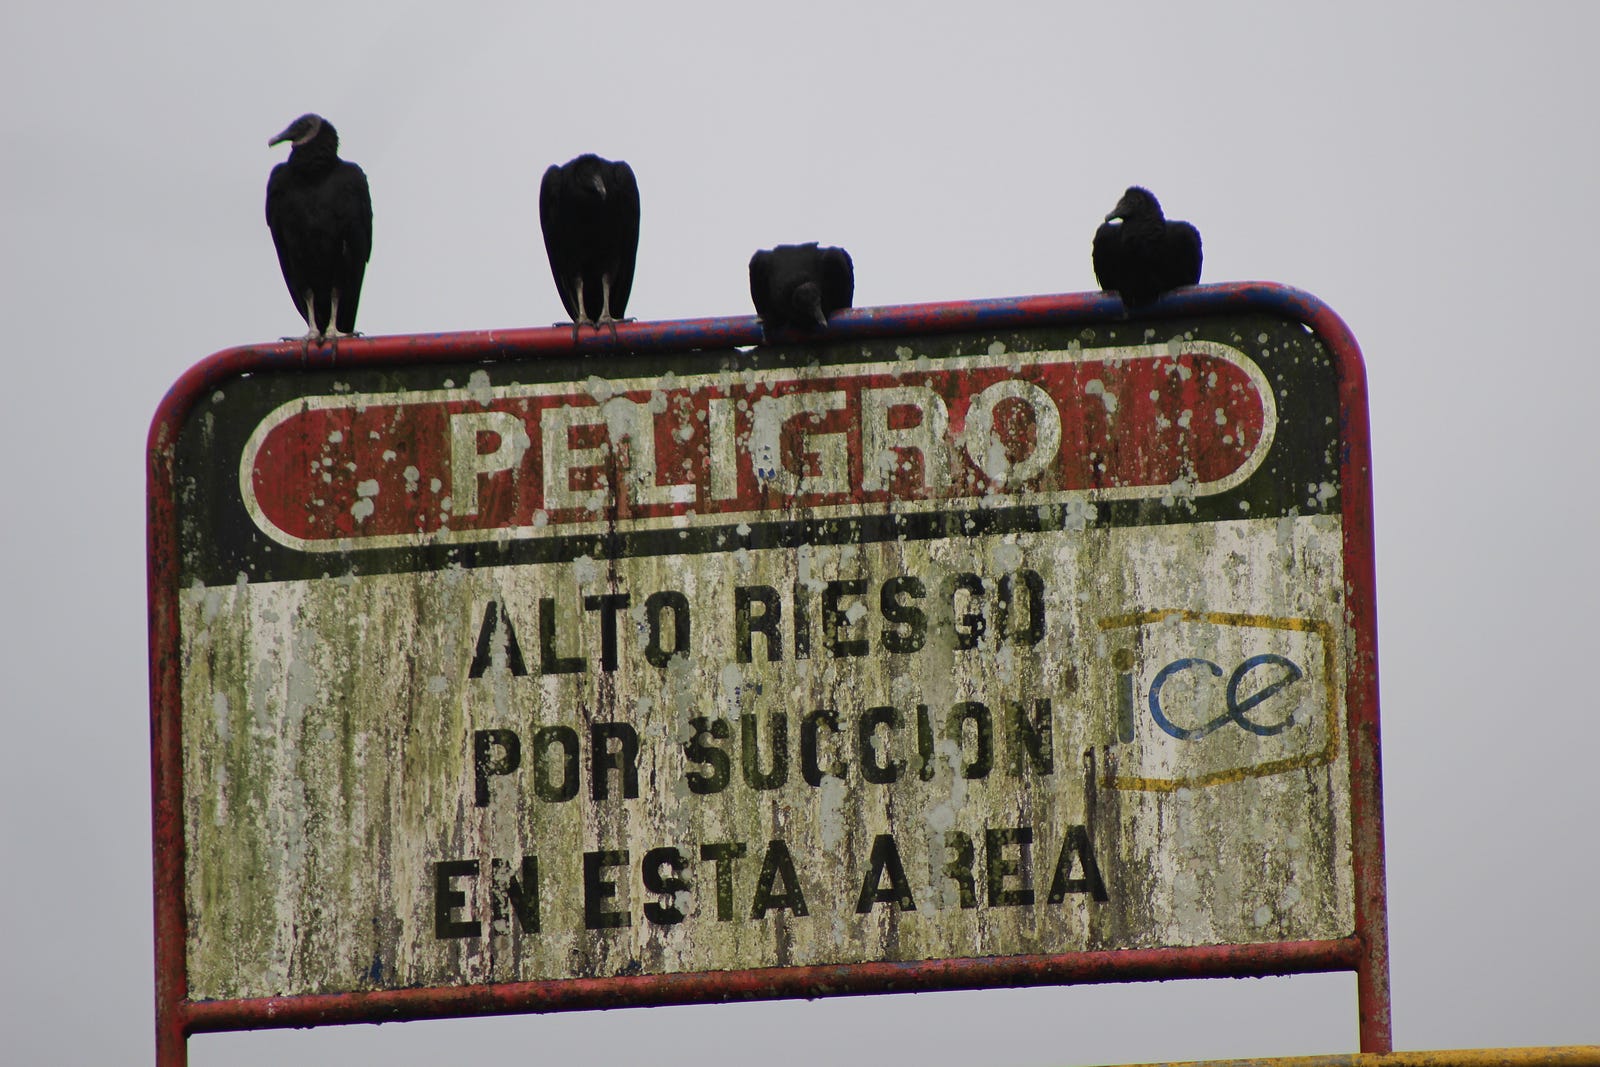 PELIGRO
ALTO RIESGO
POR SUCCION
EN ESTA AREA
ice